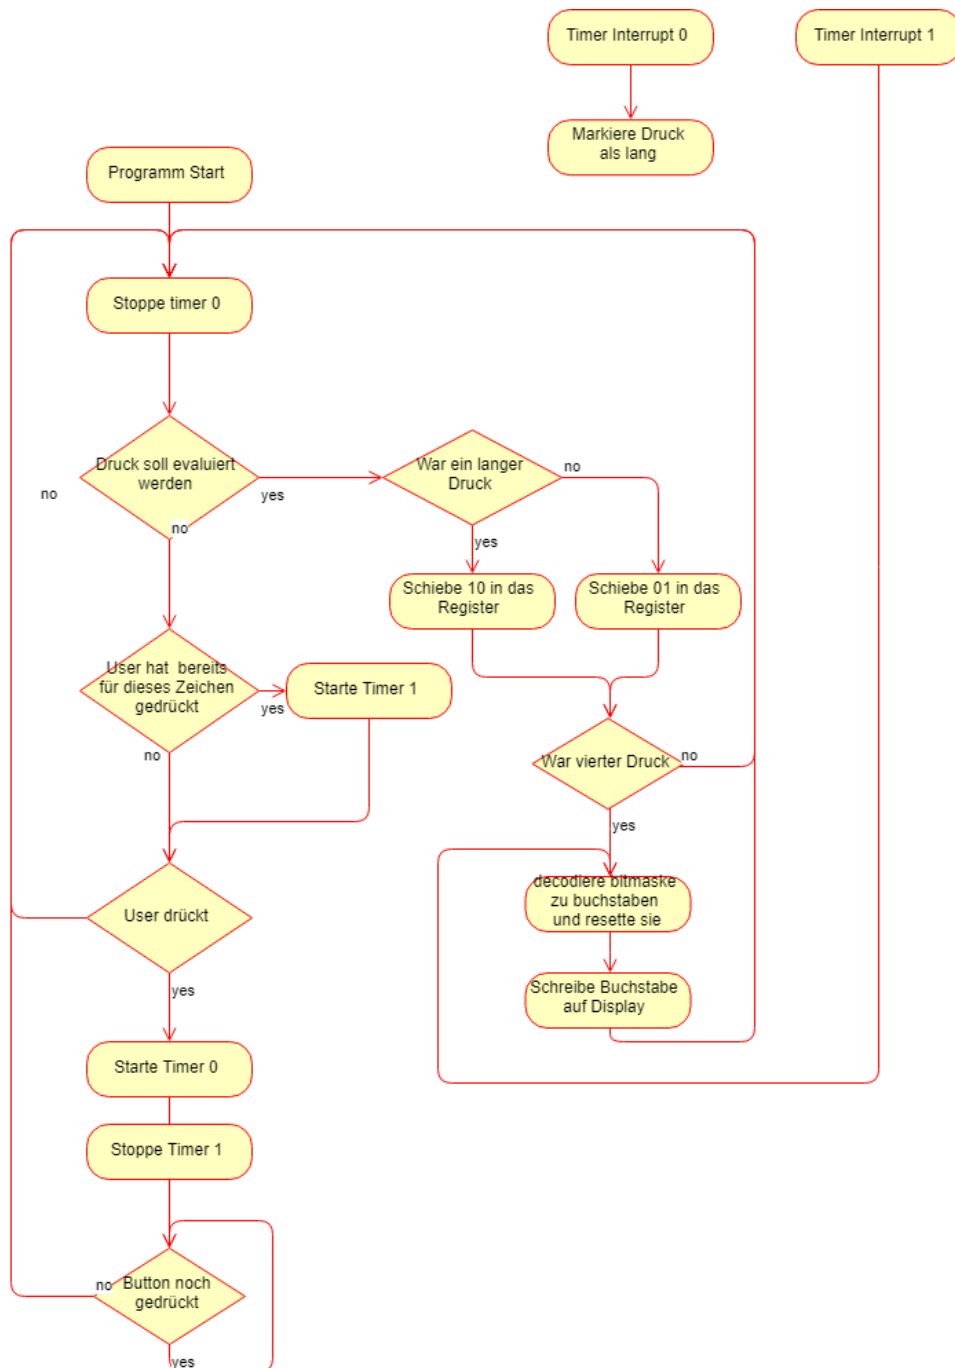 Timer Interrupt 0
Timer Interrupt 1
Markiere Druck
als lang
Programm Start
Stoppe timer 0
Druck soll evaluiert
werden
no
yes
no
War ein langer
Druck
no
yes
Schiebe 10 in das
Register
Schiebe 01 in das
Register
User hat bereits
für dieses Zeichen
gedrückt
yes
no
Starte Timer 1
War vierter Druck
no
yes
decodiere bitmaske
zu buchstaben
und resette sie
User drückt
yes
Schreibe Buchstabe
auf Display
Starte Timer 0
Stoppe Timer 1
Button noch
gedrückt
no
yes